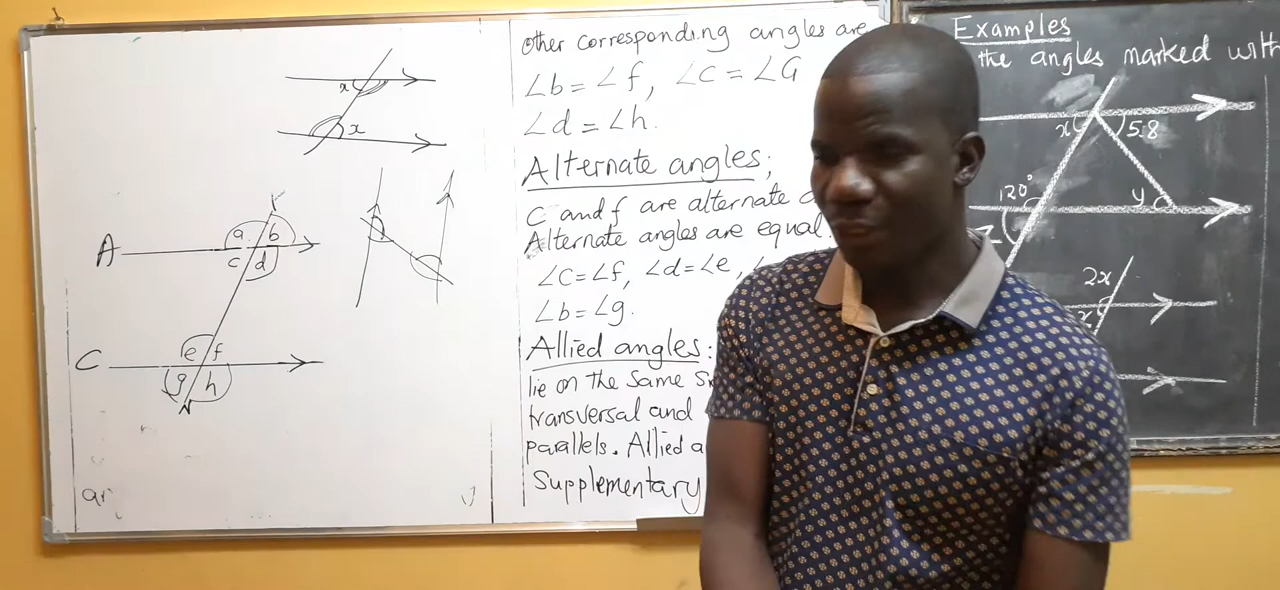 x
x
A
a
b
c
d
C
e
f
g
h
N
ar
Other corresponding angles are
∠b = ∠f, ∠c = ∠G
∠d = ∠h.
Alternate angles;
C and f are alternate
Alternate angles are equal.
∠c = ∠f, ∠d = ∠e,
∠b = ∠g.
Allied angles:
lie on the same
transversal and
parallels. Allied
Supplementary
Examples
the angles marked with
x
58
120°
y
z
2x
x